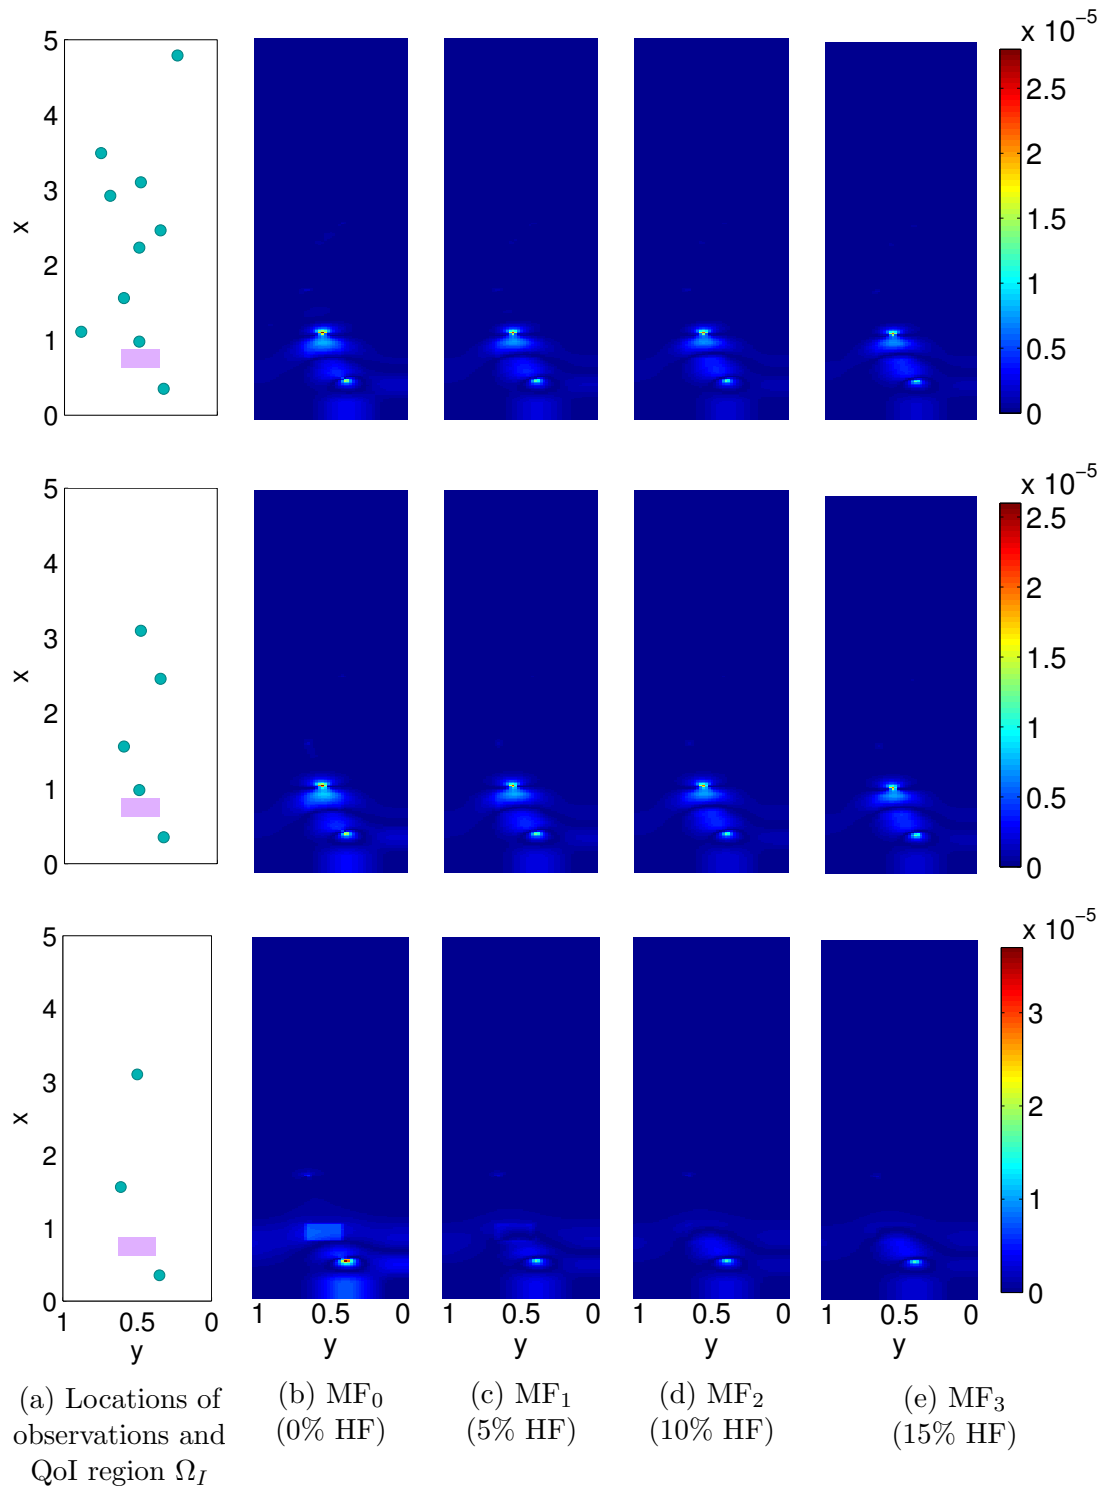 x 10⁻⁵
5
4
3
2
1
0
x
2.5
2
1.5
1
0.5
0
x 10⁻⁵
5
4
3
2
1
0
x
2.5
2
1.5
1
0.5
0
x 10⁻⁵
5
4
3
2
1
0
x
3
2
1
0
1 0.5 0
y
1 0.5 0
y
1 0.5 0
y
1 0.5 0
y
1 0.5 0
y
(a) Locations of
observations and
QoI region Ω_I
(b) MF₀
(0% HF)
(c) MF₁
(5% HF)
(d) MF₂
(10% HF)
(e) MF₃
(15% HF)